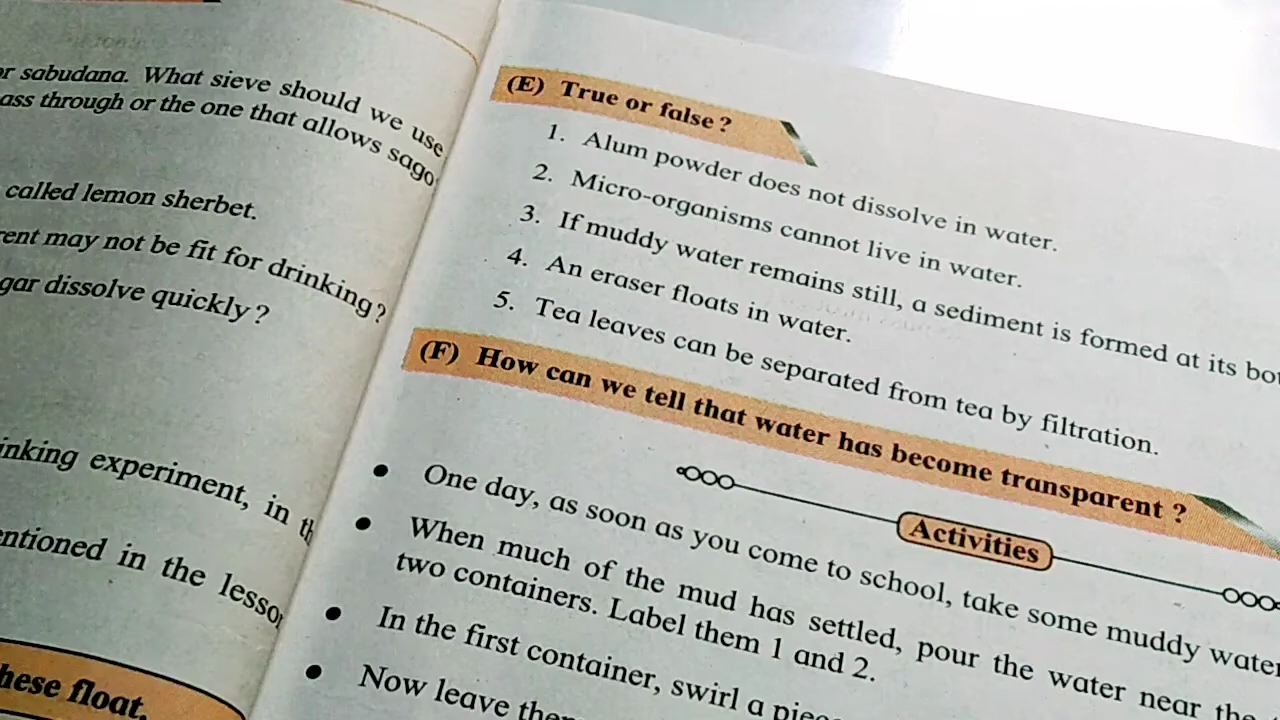 or sabudana. What sieve should we use
ass through or the one that allows sago
called lemon sherbet.
rent may not be fit for drinking?
gar dissolve quickly?
inking experiment, in
entioned in the lesson
hese float.
(E) True or false?
1. Alum powder does not dissolve in water.
2. Micro-organisms cannot live in water.
3. If muddy water remains still, a sediment is formed at its
4. An eraser floats in water.
5. Tea leaves can be separated from tea by filtration.
(F) How can we tell that water has become transparent?
Activities
• One day, as soon as you come to school, take some muddy water
• When much of the mud has settled, pour the water near the
two containers. Label them 1 and 2.
• In the first container, swirl a
• Now leave